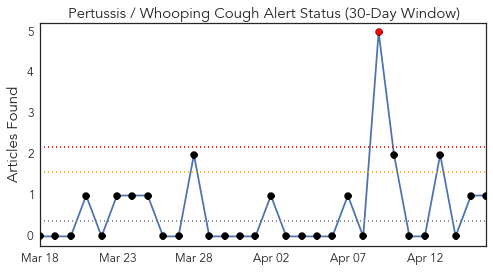 Pertussis / Whooping Cough Alert Status (30-Day Window)
Articles Found
5
4
3
2
1
0
Mar 18 Mar 23 Mar 28 Apr 02 Apr 07 Apr 12